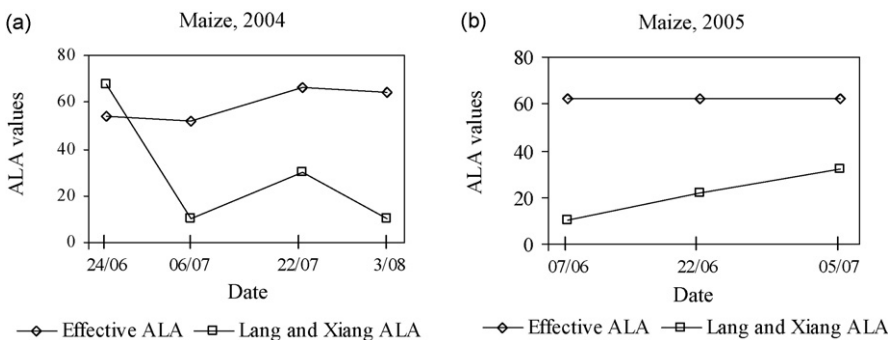 (a)
Maize, 2004
ALA values
80
60
40
20
0
24/06 06/07 22/07 3/08
Date
Effective ALA Lang and Xiang ALA
(b)
Maize, 2005
ALA values
80
60
40
20
0
07/06 22/06 05/07
Date
Effective ALA Lang and Xiang ALA